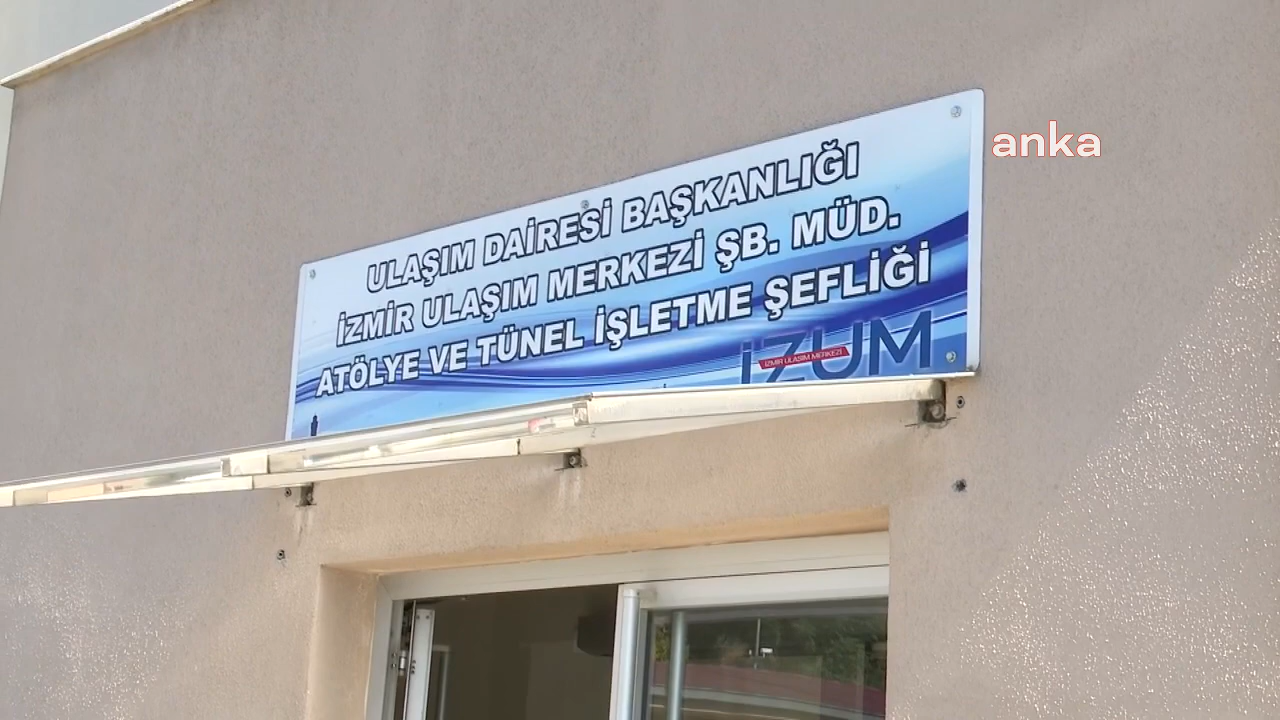 anka
ULAŞIM DAİRESİ BAŞKANLIĞI
İZMİR ULAŞIM MERKEZİ ŞB. MÜD.
ATÖLYE VE TÜNEL İŞLETME ŞEFLİĞİ
İZUM
İZMİR ULAŞIM MERKEZİ